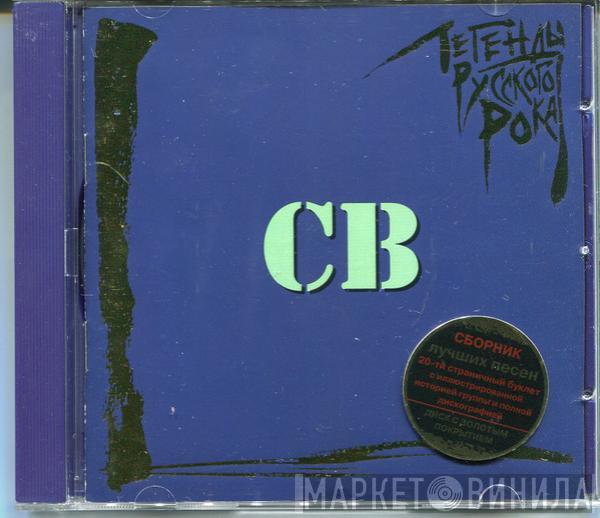 ЛЕГЕНДЫ
РУССКОГО
РОКА
СВ
СБОРНИК
лучших песен
20-ти страничный буклет
с иллюстрированной
историей группы и полной
дискографией
ДИСК С ЗОЛОТЫМ
ПОКРЫТИЕМ
МАРКЕТ ВИНИЛА